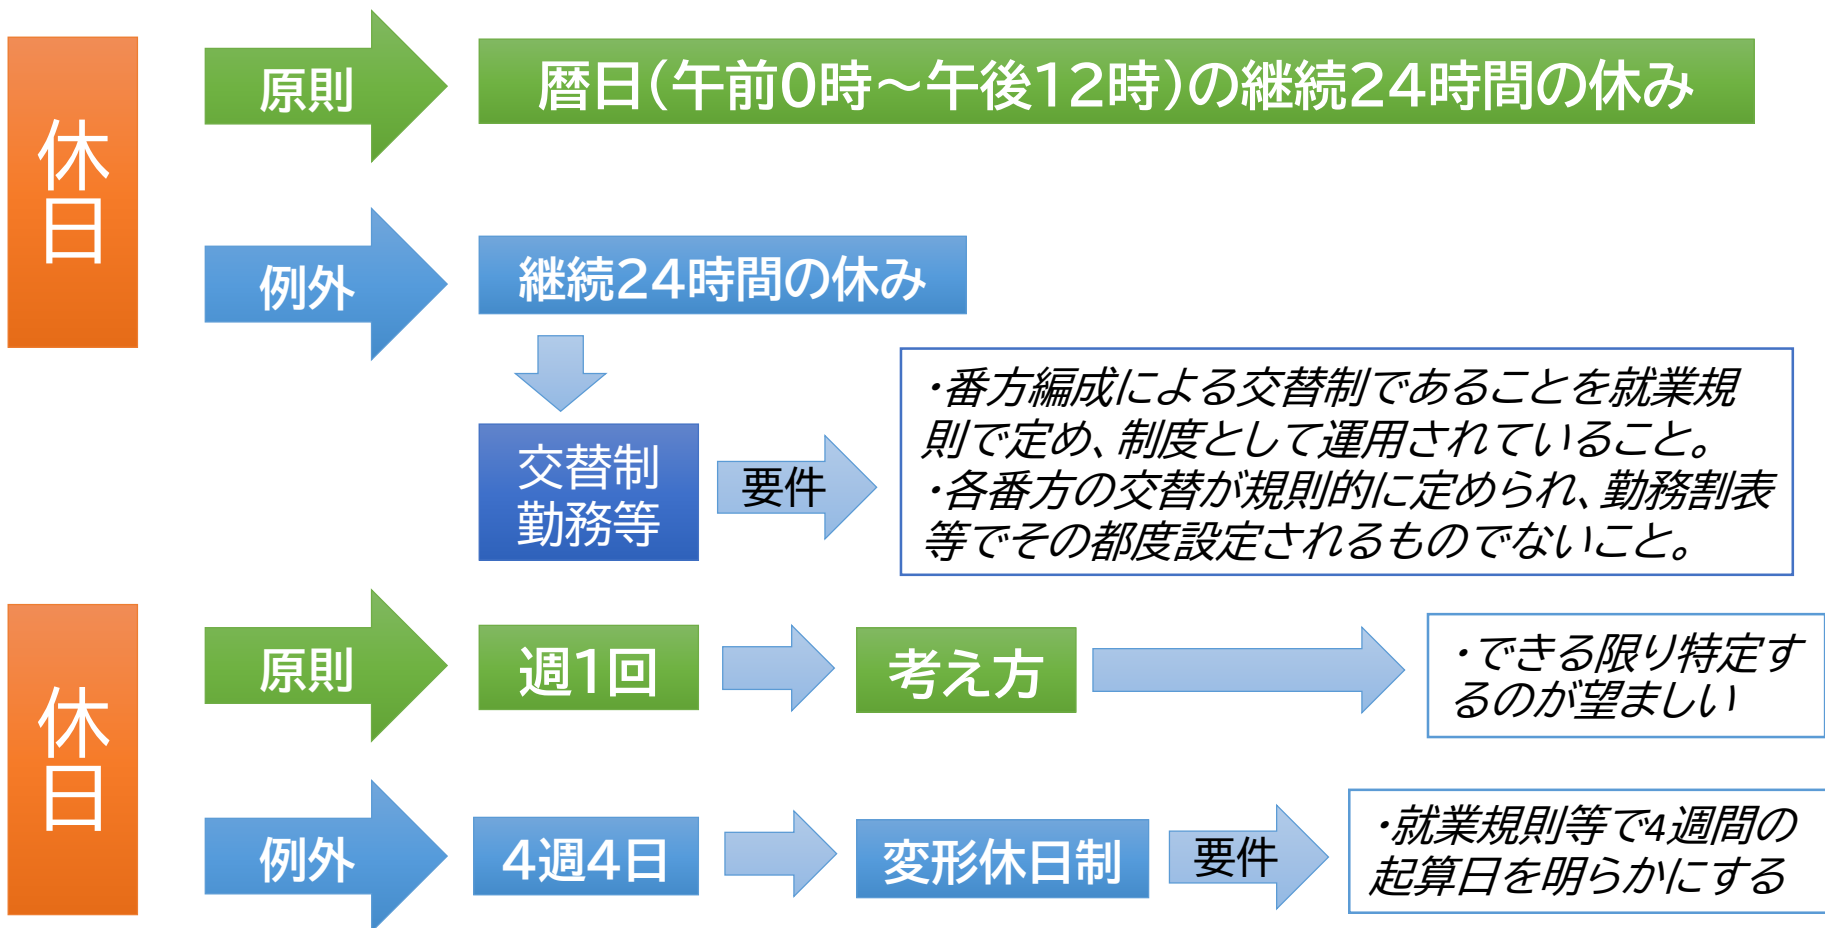 休日
原則
暦日(午前0時～午後12時)の継続24時間の休み
例外
継続24時間の休み
交替制
勤務等
要件
・番方編成による交替制であることを就業規
則で定め、制度として運用されていること。
・各番方の交替が規則的に定められ、勤務割表
等でその都度設定されるものでないこと。
休日
原則
週1回
考え方
・できる限り特定す
るのが望ましい
例外
4週4日
変形休日制
要件
・就業規則等で4週間の
起算日を明らかにする